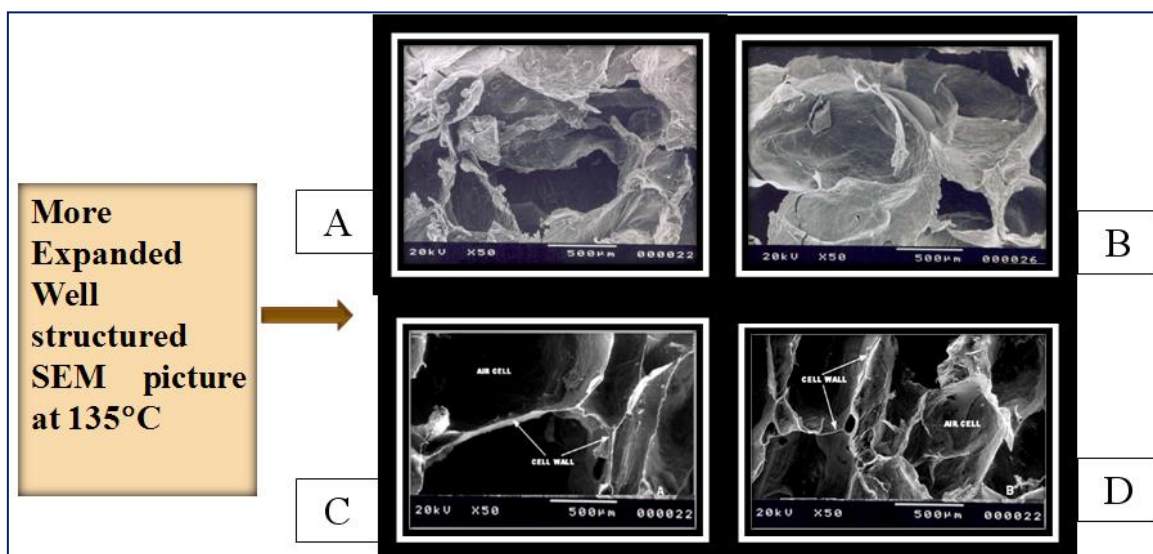 More
Expanded
Well
structured
SEM picture
at 135°C
A
20kV X50 500µm 000022
B
20kV X50 500µm 000026
C
AIR CELL
CELL WALL
A
20kV X50 500µm 000022
D
CELL WALL
AIR CELL
B
20kV X50 500µm 000022